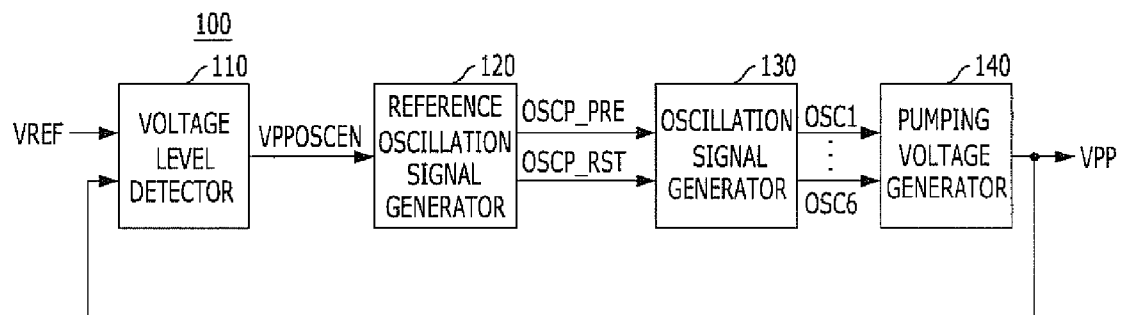 100
110
120
130
140
VREF
VOLTAGE
LEVEL
DETECTOR
VPPOSCEN
REFERENCE
OSCILLATION
SIGNAL
GENERATOR
OSCP_PRE
OSCP_RST
OSCILLATION
SIGNAL
GENERATOR
OSC1
OSC6
PUMPING
VOLTAGE
GENERATOR
VPP